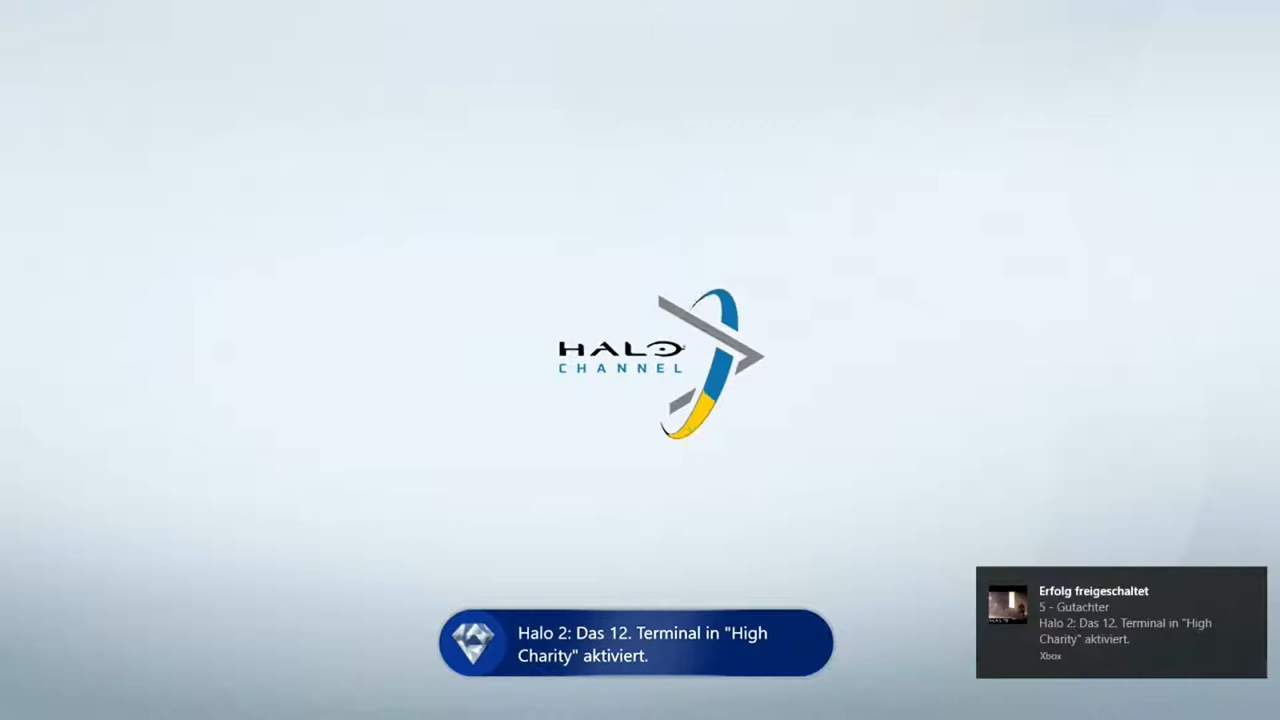 HALO
CHANNEL
Halo 2: Das 12. Terminal in "High
Charity" aktiviert.
Erfolg freigeschaltet
5 - Gutachter
Halo 2: Das 12. Terminal in "High
Charity" aktiviert.
Xbox